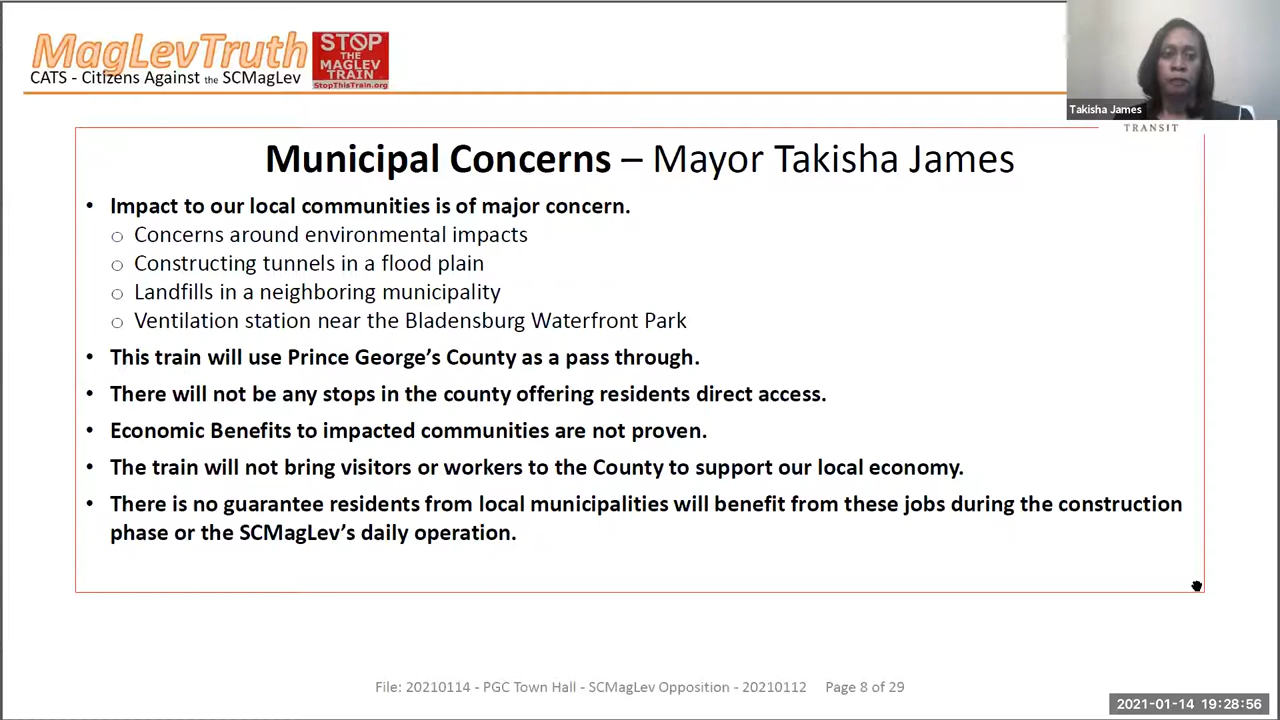 MagLevTruth
CATS - Citizens Against the SCMagLev
STOP
THE
MAGLEV
TRAIN
StopThisTrain.org
Takisha James
TRANSIT
Municipal Concerns – Mayor Takisha James
• Impact to our local communities is of major concern.
○ Concerns around environmental impacts
○ Constructing tunnels in a flood plain
○ Landfills in a neighboring municipality
○ Ventilation station near the Bladensburg Waterfront Park
• This train will use Prince George’s County as a pass through.
• There will not be any stops in the county offering residents direct access.
• Economic Benefits to impacted communities are not proven.
• The train will not bring visitors or workers to the County to support our local economy.
• There is no guarantee residents from local municipalities will benefit from these jobs during the construction
phase or the SCMagLev’s daily operation.
File: 20210114 - PGC Town Hall - SCMagLev Opposition - 20210112 Page 8 of 29
2021-01-14 19:28:56